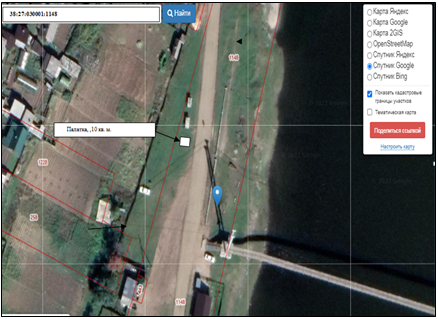 38:27:030001:1148
Найти
Палатка, ,10 кв. м.
Карта Яндекс
Карта Google
Карта 2GIS
OpenStreetMap
Спутник Яндекс
Спутник Google
Спутник Bing
Показать кадастровые
границы участков
Тематическая карта
Поделиться ссылкой
Настроить карту
1148
1148